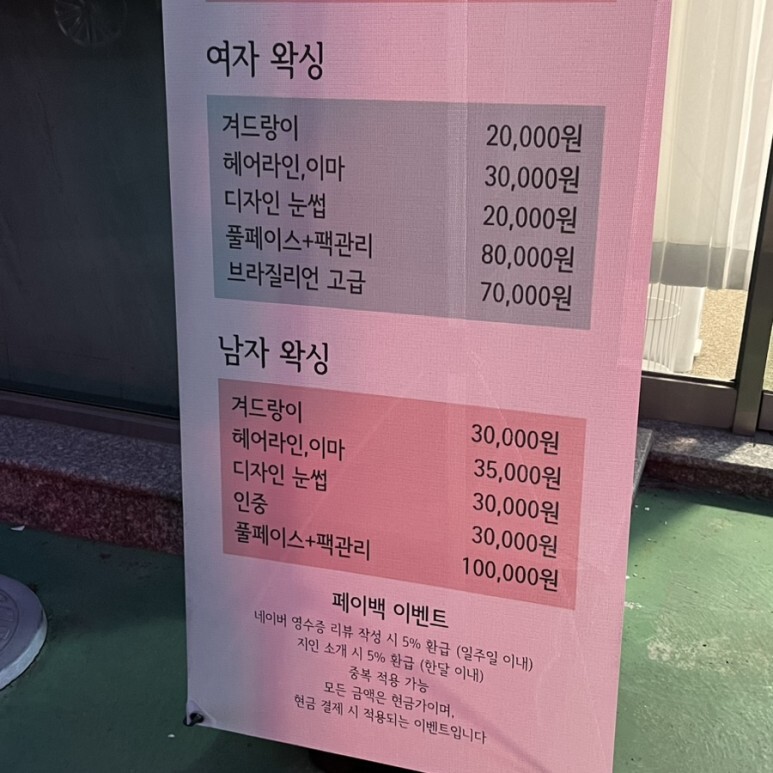 여자 왁싱
겨드랑이 20,000원
헤어라인,이마 30,000원
디자인 눈썹 20,000원
풀페이스+팩관리 80,000원
브라질리언 고급 70,000원
남자 왁싱
겨드랑이 30,000원
헤어라인,이마 35,000원
디자인 눈썹 30,000원
인중 30,000원
풀페이스+팩관리 100,000원
페이백 이벤트
네이버 영수증 리뷰 작성 시 5% 환급 (일주일 이내)
지인 소개 시 5% 환급 (한달 이내)
중복 적용 가능
모든 금액은 현금가이며,
현금 결제 시 적용되는 이벤트입니다